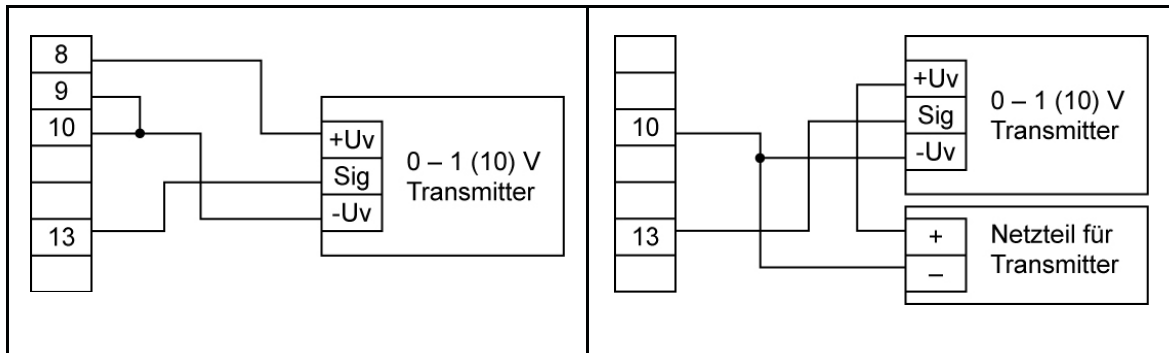 8
9
10
13
+Uv
Sig
-Uv
0 – 1 (10) V
Transmitter
10
13
+Uv
Sig
-Uv
0 – 1 (10) V
Transmitter
+
–
Netzteil für
Transmitter